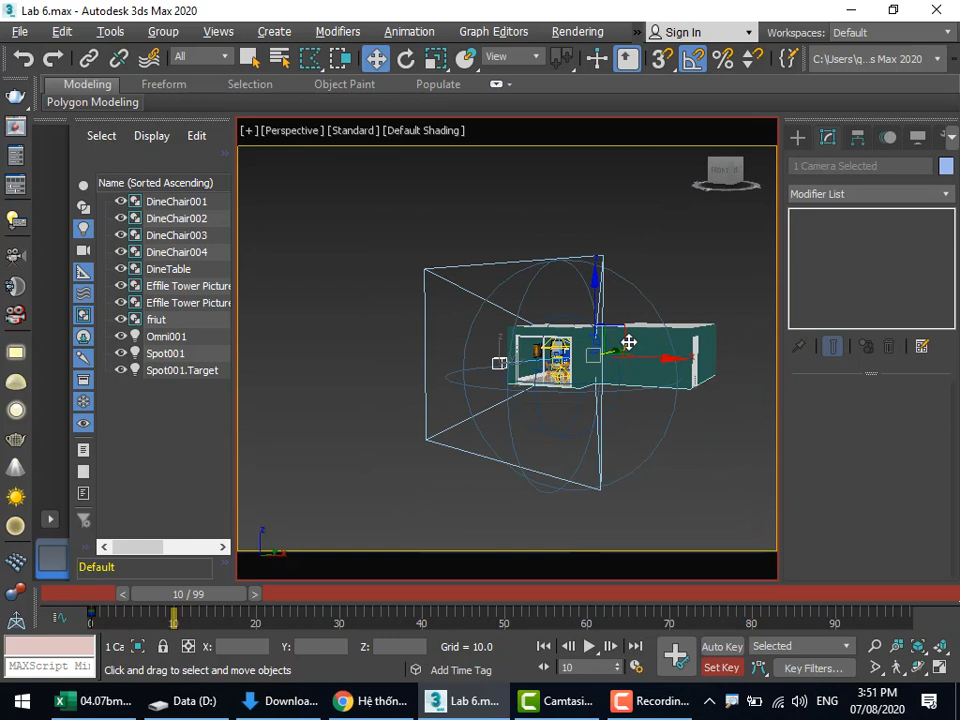 Lab 6.max - Autodesk 3ds Max 2020
File Edit Tools Group Views Create Modifiers Animation Graph Editors Rendering » Sign In Workspaces: Default
All View C:\Users\q...s Max 2020
Modeling Freeform Selection Object Paint Populate
Polygon Modeling
Select Display Edit
[+] [Perspective] [Standard] [Default Shading]
1 Camera Selected
Name (Sorted Ascending)
Modifier List
DineChair001
DineChair002
DineChair003
DineChair004
DineTable
Effile Tower Picture
Effile Tower Picture
friut
Omni001
Spot001
Spot001.Target
z
x
Default
< 10 / 99 >
0 10 20 30 40 50 60 70 80 90
1 Ca X: Y: Z: Grid = 10.0 Auto Key Selected
MAXScript Mi Click and drag to select and move objects Add Time Tag 10 Set Key Key Filters...
04.07bm... Data (D:) Downloa... Hệ thốn... Lab 6.m... Camtasi... Recordin... ENG 3:51 PM
07/08/2020